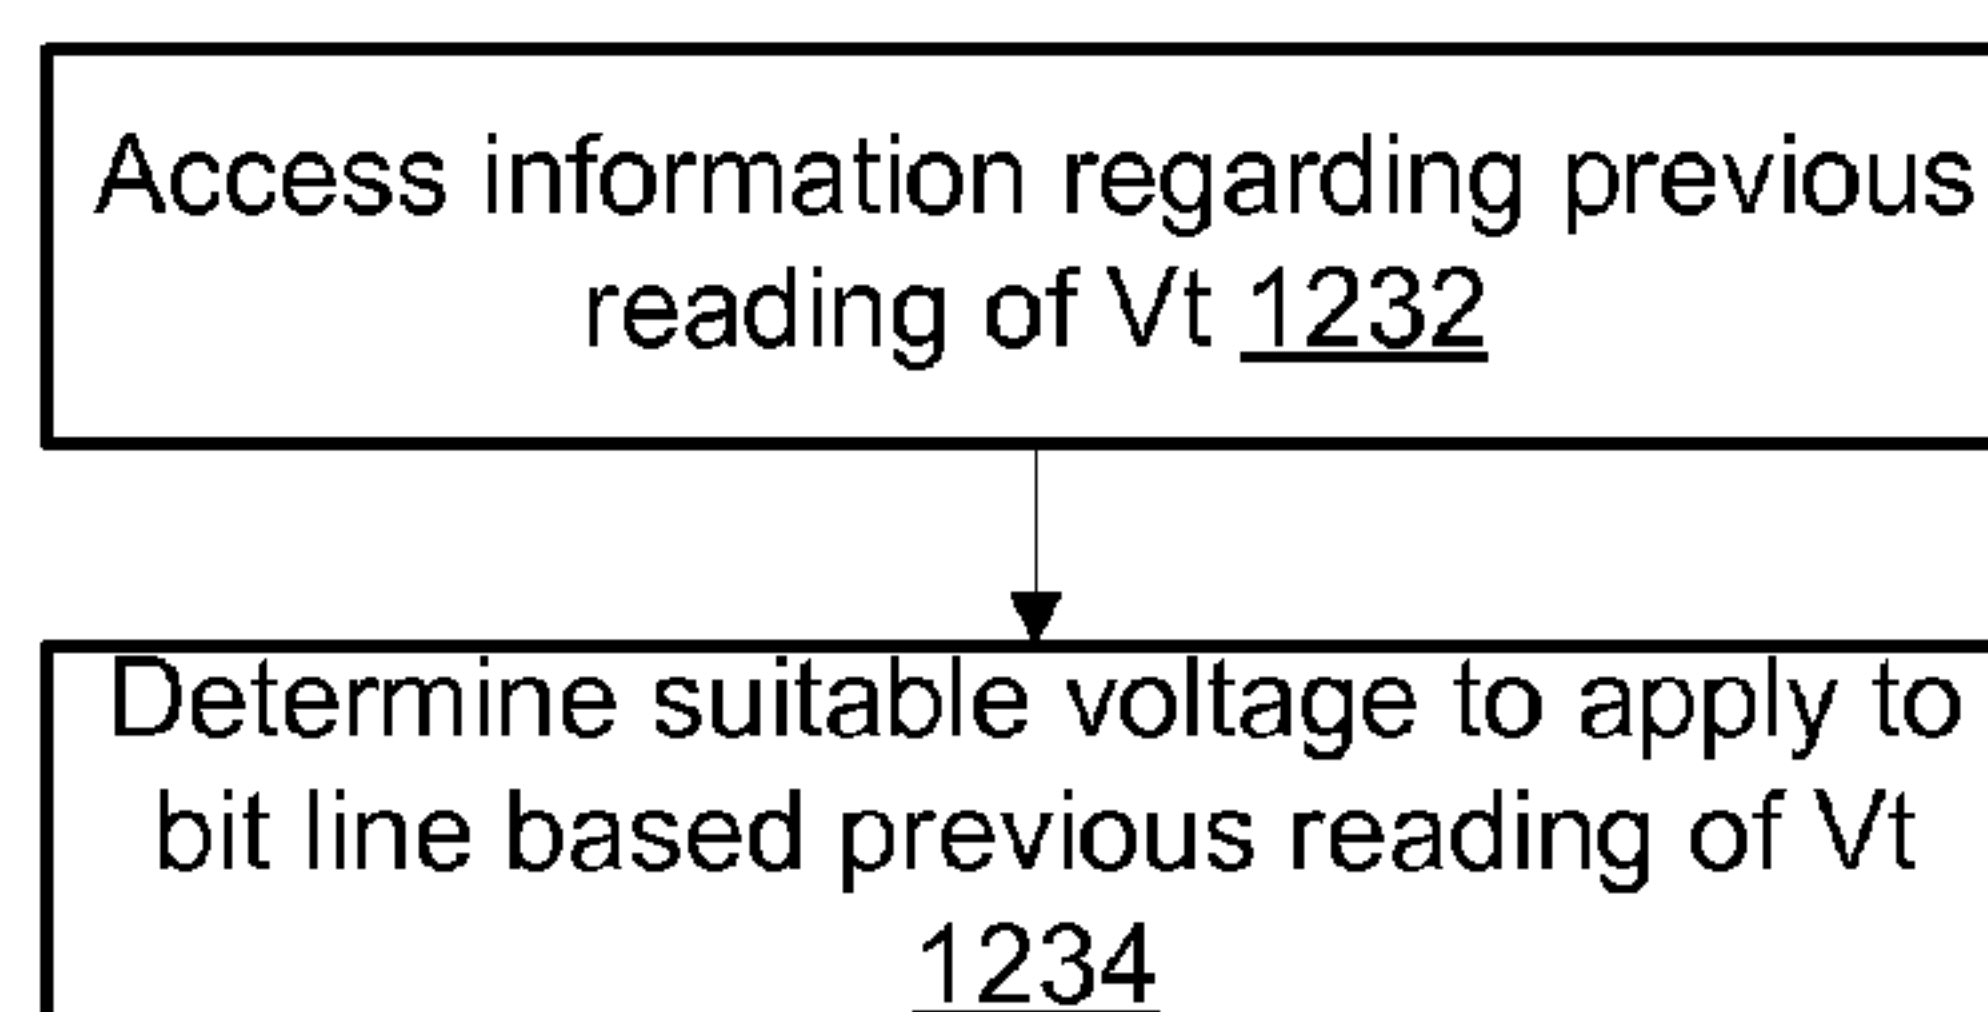 Access information regarding previous
reading of Vt 1232
Determine suitable voltage to apply to
bit line based previous reading of Vt
1234